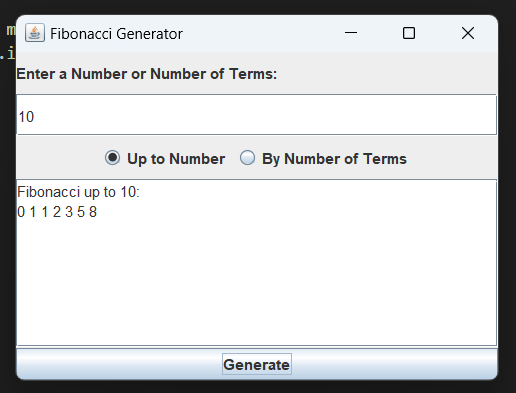 m
.i
Fibonacci Generator
Enter a Number or Number of Terms:
10
Up to Number By Number of Terms
Fibonacci up to 10:
0 1 1 2 3 5 8
Generate